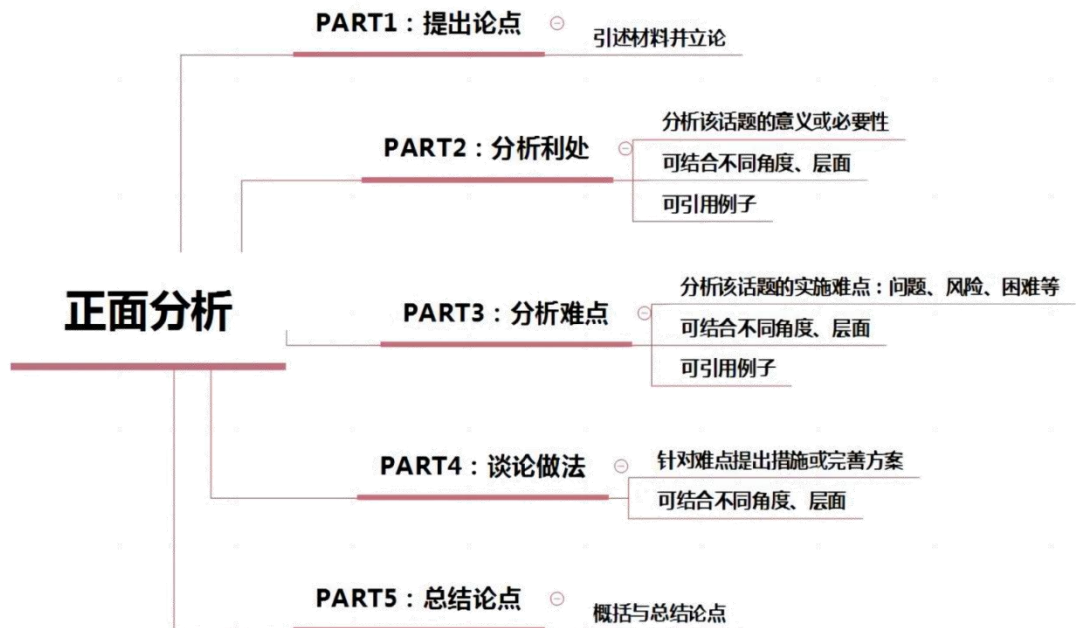 PART1：提出论点
引述材料并立论
PART2：分析利处
分析该话题的意义或必要性
可结合不同角度、层面
可引用例子
正面分析
PART3：分析难点
分析该话题的实施难点：问题、风险、困难等
可结合不同角度、层面
可引用例子
PART4：谈论做法
针对难点提出措施或完善方案
可结合不同角度、层面
PART5：总结论点
概括与总结论点